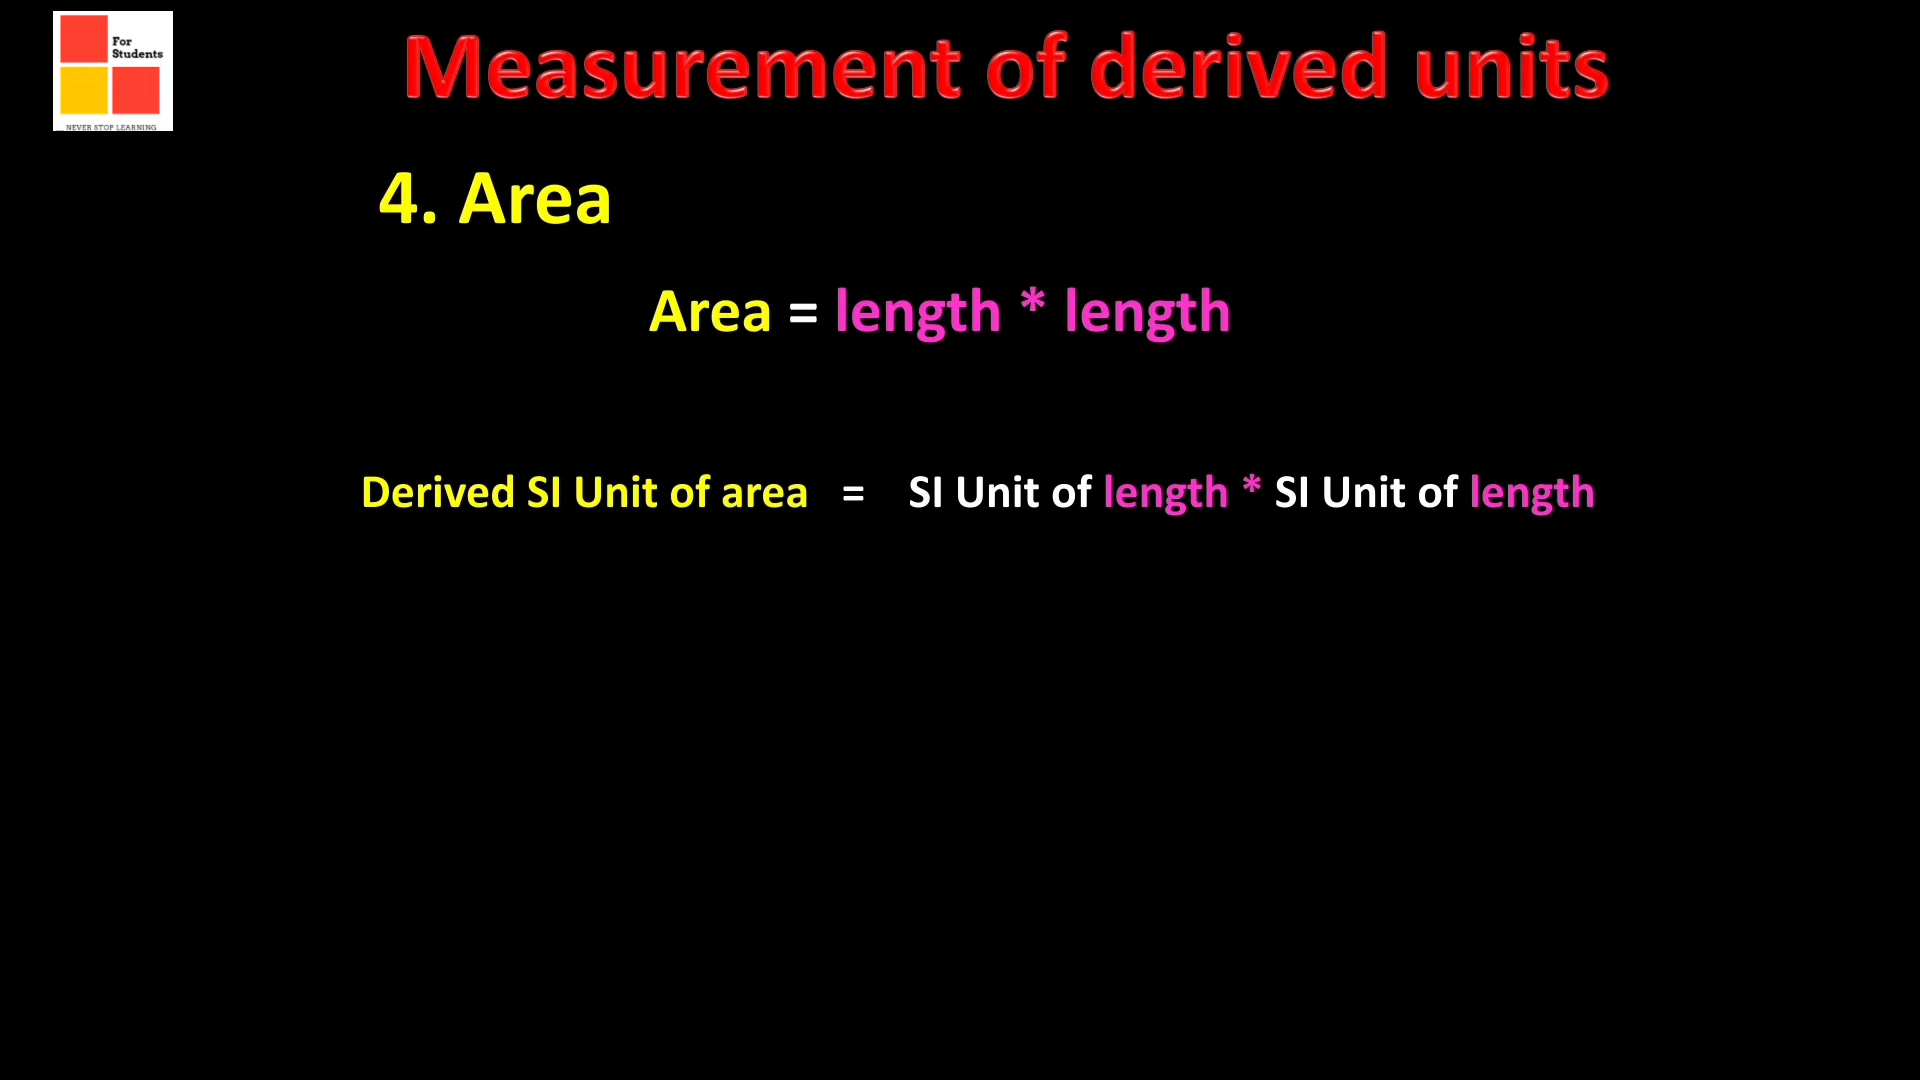 For
Students
NEVER STOP LEARNING
Measurement of derived units
4. Area
Area = length * length
Derived SI Unit of area = SI Unit of length * SI Unit of length